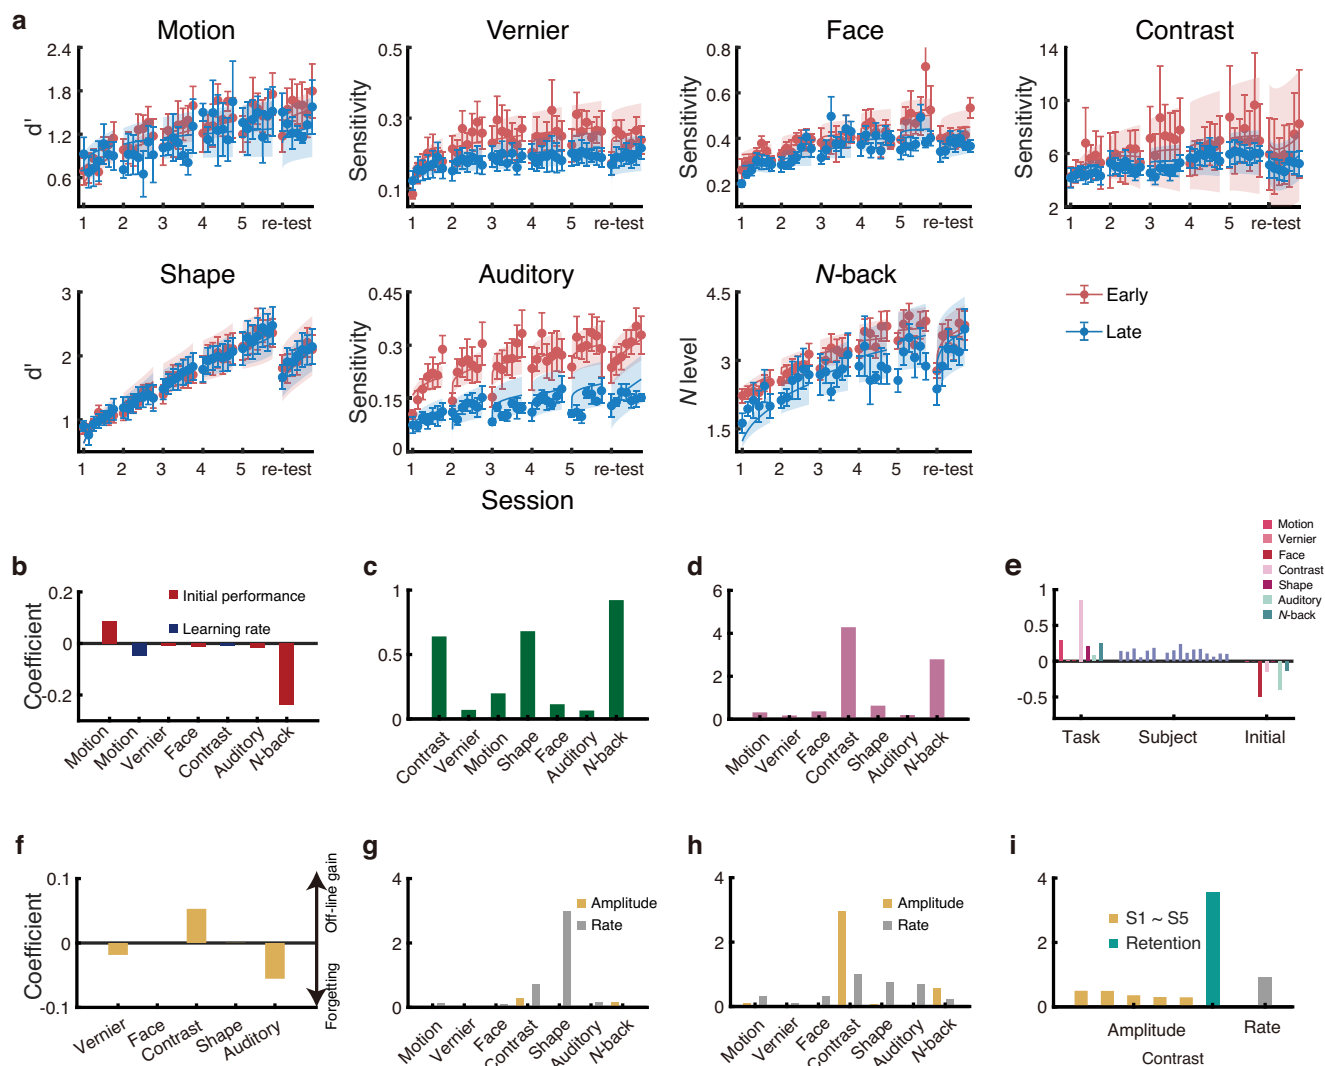 a
Motion
Vernier
Face
Contrast
2.4
1.8
1.2
0.6
d'
1 2 3 4 5 re-test
0.5
0.3
0.1
Sensitivity
1 2 3 4 5 re-test
0.8
0.6
0.4
0.2
Sensitivity
1 2 3 4 5 re-test
14
10
6
2
Sensitivity
1 2 3 4 5 re-test
Shape
Auditory
N-back
3
2
1
d'
1 2 3 4 5 re-test
0.45
0.3
0.15
0
Sensitivity
1 2 3 4 5 re-test
4.5
3
1.5
N level
1 2 3 4 5 re-test
Early
Late
Session
b
0.2
0
-0.2
Coefficient
Initial performance
Learning rate
Motion
Motion
Vernier
Face
Contrast
Auditory
N-back
c
1
0.5
0
Contrast
Vernier
Motion
Shape
Face
Auditory
N-back
d
6
4
2
0
Motion
Vernier
Face
Contrast
Shape
Auditory
N-back
e
Motion
Vernier
Face
Contrast
Shape
Auditory
N-back
1
0.5
0
-0.5
Task Subject Initial
f
0.1
0
-0.1
Coefficient
Off-line gain
Forgetting
Vernier
Face
Contrast
Shape
Auditory
g
4
2
0
Amplitude
Rate
Motion
Vernier
Face
Contrast
Shape
Auditory
N-back
h
4
2
0
Amplitude
Rate
Motion
Vernier
Face
Contrast
Shape
Auditory
N-back
i
4
2
0
S1 ~ S5
Retention
Amplitude Rate
Contrast